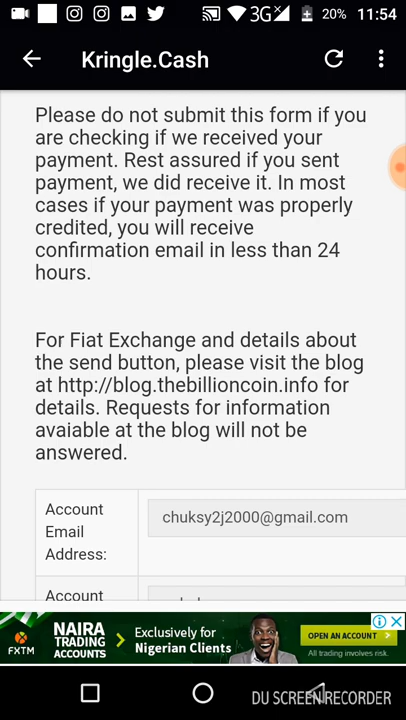 3G 20% 11:54
Kringle.Cash
Please do not submit this form if you
are checking if we received your
payment. Rest assured if you sent
payment, we did receive it. In most
cases if your payment was properly
credited, you will receive
confirmation email in less than 24
hours.
For Fiat Exchange and details about
the send button, please visit the blog
at http://blog.thebillioncoin.info for
details. Requests for information
avaiable at the blog will not be
answered.
Account
Email
Address:
chuksy2j2000@gmail.com
Account
FXTM
NAIRA
TRADING
ACCOUNTS
Exclusively for
Nigerian Clients
OPEN AN ACCOUNT
All trading involves risk.
DU SCREEN RECORDER